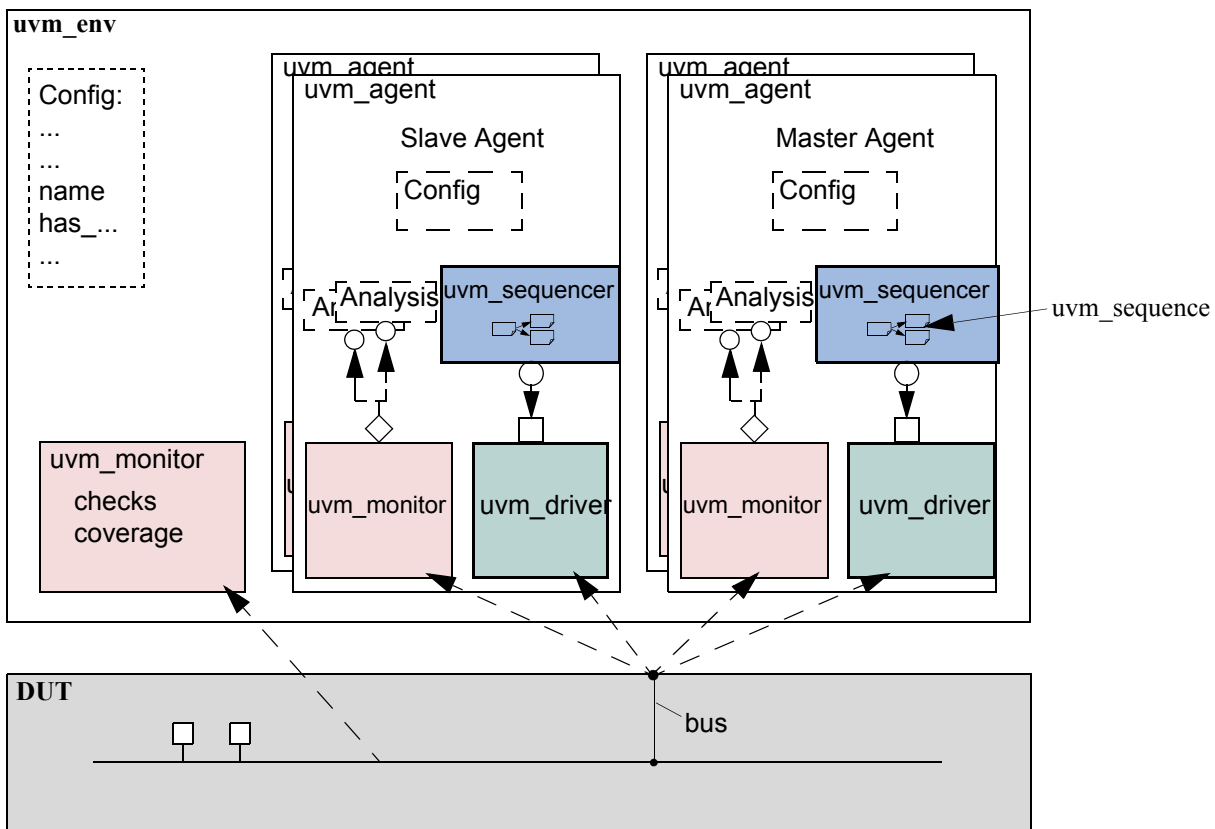 uvm_env
Config:
...
...
name
has_...
...
uvm_agent
uvm_agent
Slave Agent
Config
Analysis
uvm_sequencer
uvm_monitor
uvm_driver
uvm_agent
uvm_agent
Master Agent
Config
Analysis
uvm_sequencer
uvm_monitor
uvm_driver
uvm_sequence
uvm_monitor
checks
coverage
DUT
bus